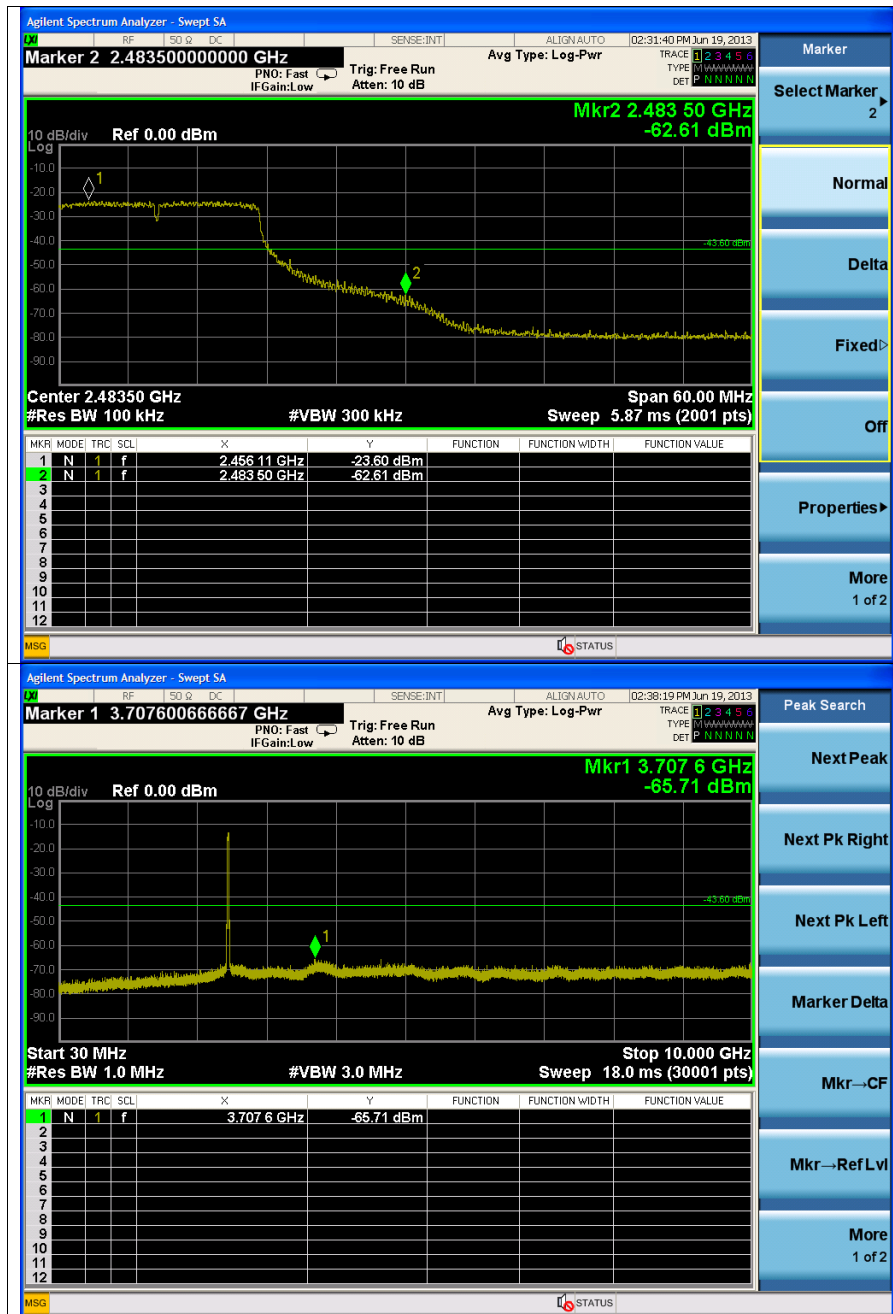 Agilent Spectrum Analyzer - Swept SA
LXI RF 50 Ω DC SENSE:INT ALIGN AUTO 02:31:40 PM Jun 19, 2013
Marker 2 2.483500000000 GHz
PNO: Fast
IFGain:Low
Trig: Free Run
Atten: 10 dB
Avg Type: Log-Pwr
TRACE 1 2 3 4 5 6
TYPE M W W W W W
DET P N N N N N
Mkr2 2.483 50 GHz
-62.61 dBm
10 dB/div Ref 0.00 dBm
Log
-10.0
-20.0
-30.0
-40.0
-50.0
-60.0
-70.0
-80.0
-90.0
1
2
-43.60 dBm
Center 2.48350 GHz Span 60.00 MHz
#Res BW 100 kHz #VBW 300 kHz Sweep 5.87 ms (2001 pts)
MKR MODE TRC SCL X Y FUNCTION FUNCTION WIDTH FUNCTION VALUE
1 N 1 f 2.456 11 GHz -23.60 dBm
2 N 1 f 2.483 50 GHz -62.61 dBm
3
4
5
6
7
8
9
10
11
12
MSG STATUS
Marker
Select Marker
2
Normal
Delta
Fixed
Off
Properties
More
1 of 2
Agilent Spectrum Analyzer - Swept SA
LXI RF 50 Ω DC SENSE:INT ALIGN AUTO 02:38:19 PM Jun 19, 2013
Marker 1 3.707600666667 GHz
PNO: Fast
IFGain:Low
Trig: Free Run
Atten: 10 dB
Avg Type: Log-Pwr
TRACE 1 2 3 4 5 6
TYPE M W W W W W
DET P N N N N N
Mkr1 3.707 6 GHz
-65.71 dBm
10 dB/div Ref 0.00 dBm
Log
-10.0
-20.0
-30.0
-40.0
-50.0
-60.0
-70.0
-80.0
-90.0
1
-43.60 dBm
Start 30 MHz Stop 10.000 GHz
#Res BW 1.0 MHz #VBW 3.0 MHz Sweep 18.0 ms (30001 pts)
MKR MODE TRC SCL X Y FUNCTION FUNCTION WIDTH FUNCTION VALUE
1 N 1 f 3.707 6 GHz -65.71 dBm
2
3
4
5
6
7
8
9
10
11
12
MSG STATUS
Peak Search
Next Peak
Next Pk Right
Next Pk Left
Marker Delta
Mkr→CF
Mkr→Ref Lvl
More
1 of 2